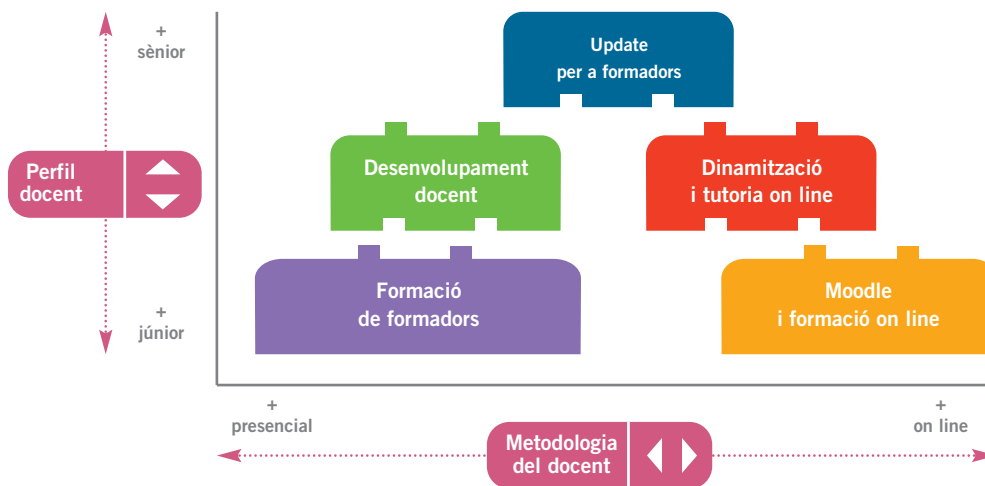 +
sènior
Update
per a formadors
Perfil
docent
Desenvolupament
docent
Dinamització
i tutoria on line
Formació
de formadors
Moodle
i formació on line
+
júnior
+
presencial
+
on line
Metodologia
del docent